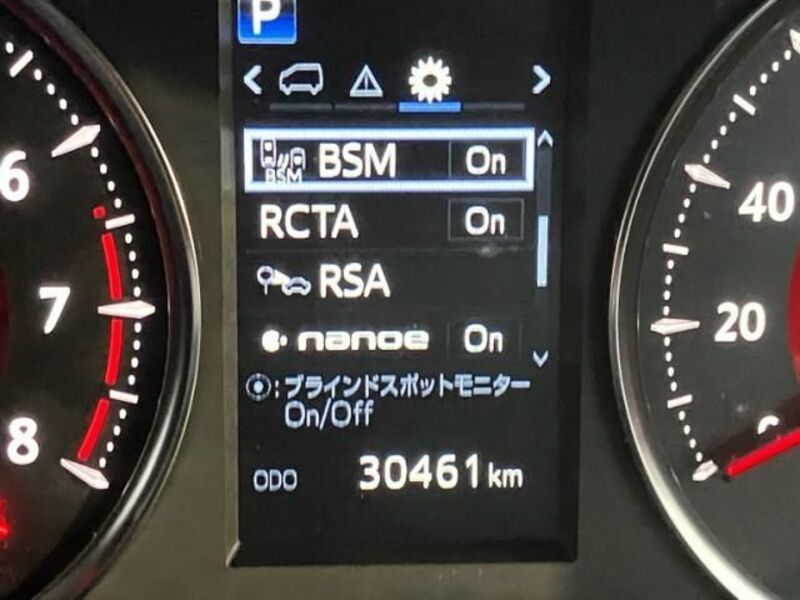 P
BSM
BSM On
RCTA On
RSA
nanoe On
:ブラインドスポットモニター
On/Off
ODO 30461 km
6
7
8
40
20